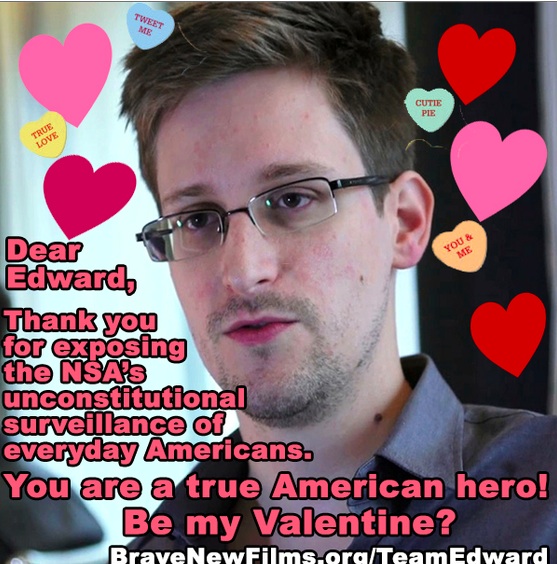 TWEET
ME
CUTIE
PIE
TRUE
LOVE
YOU &
ME
Dear
Edward,
Thank you
for exposing
the NSA's
unconstitutional
surveillance of
everyday Americans.
You are a true American hero!
Be my Valentine?
BraveNewFilms.org/TeamEdward